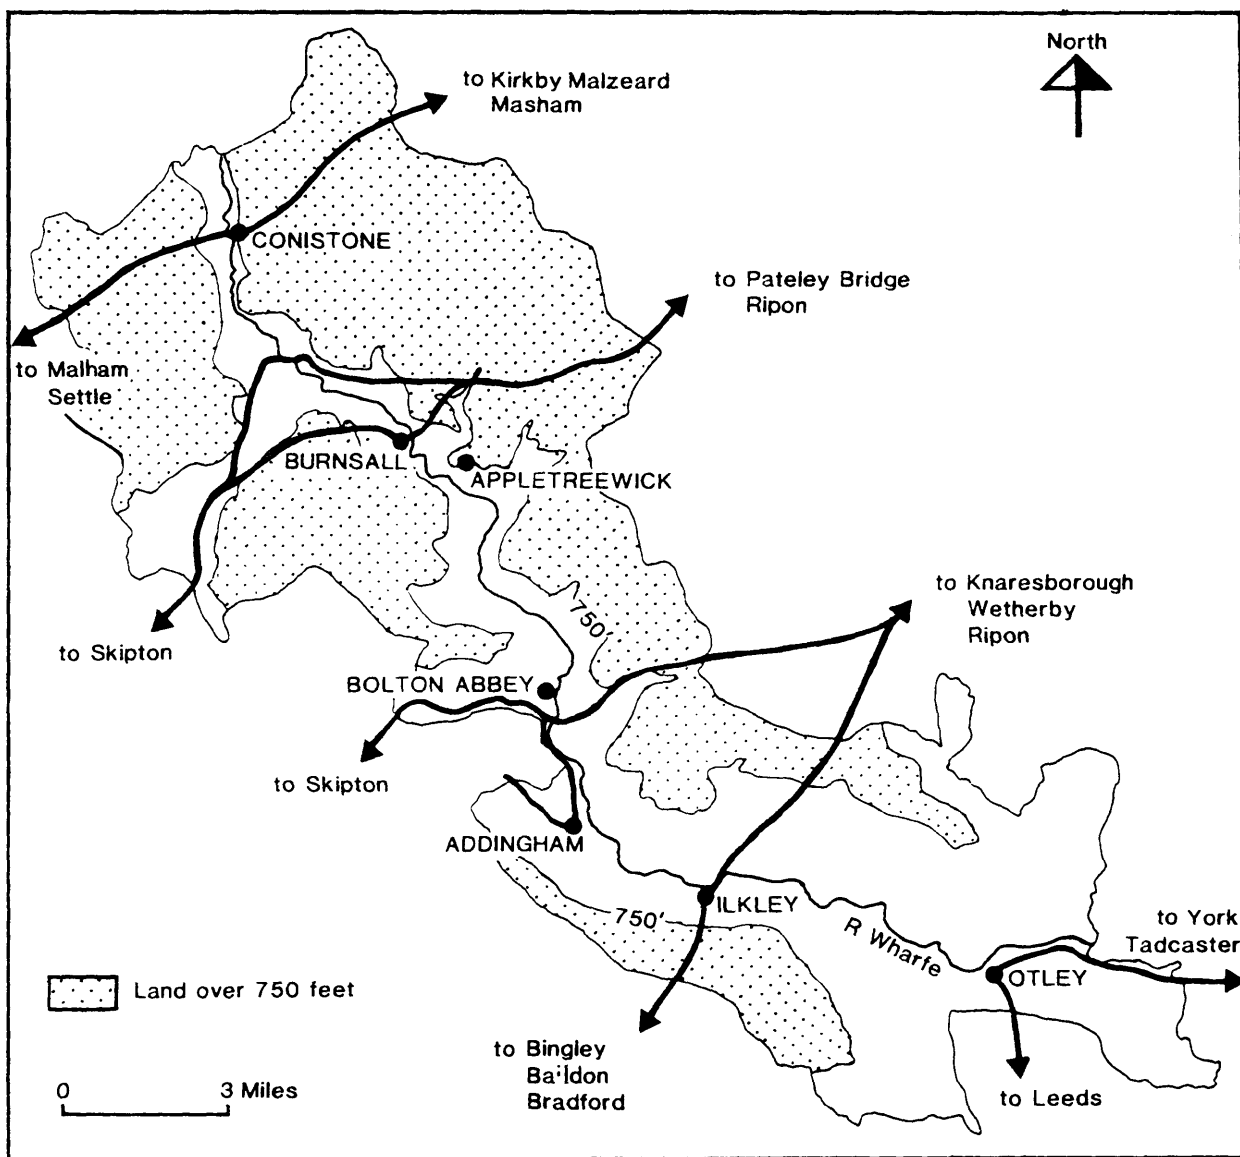 North
to Kirkby Malzeard
Masham
CONISTONE
to Pateley Bridge
Ripon
to Malham
Settle
BURNSALL
APPLETREEWICK
to Knaresborough
Wetherby
Ripon
750'
to Skipton
BOLTON ABBEY
to Skipton
ADDINGHAM
750'
ILKLEY
R Wharfe
to York
Tadcaster
OTLEY
Land over 750 feet
to Bingley
Baildon
Bradford
0 3 Miles
to Leeds